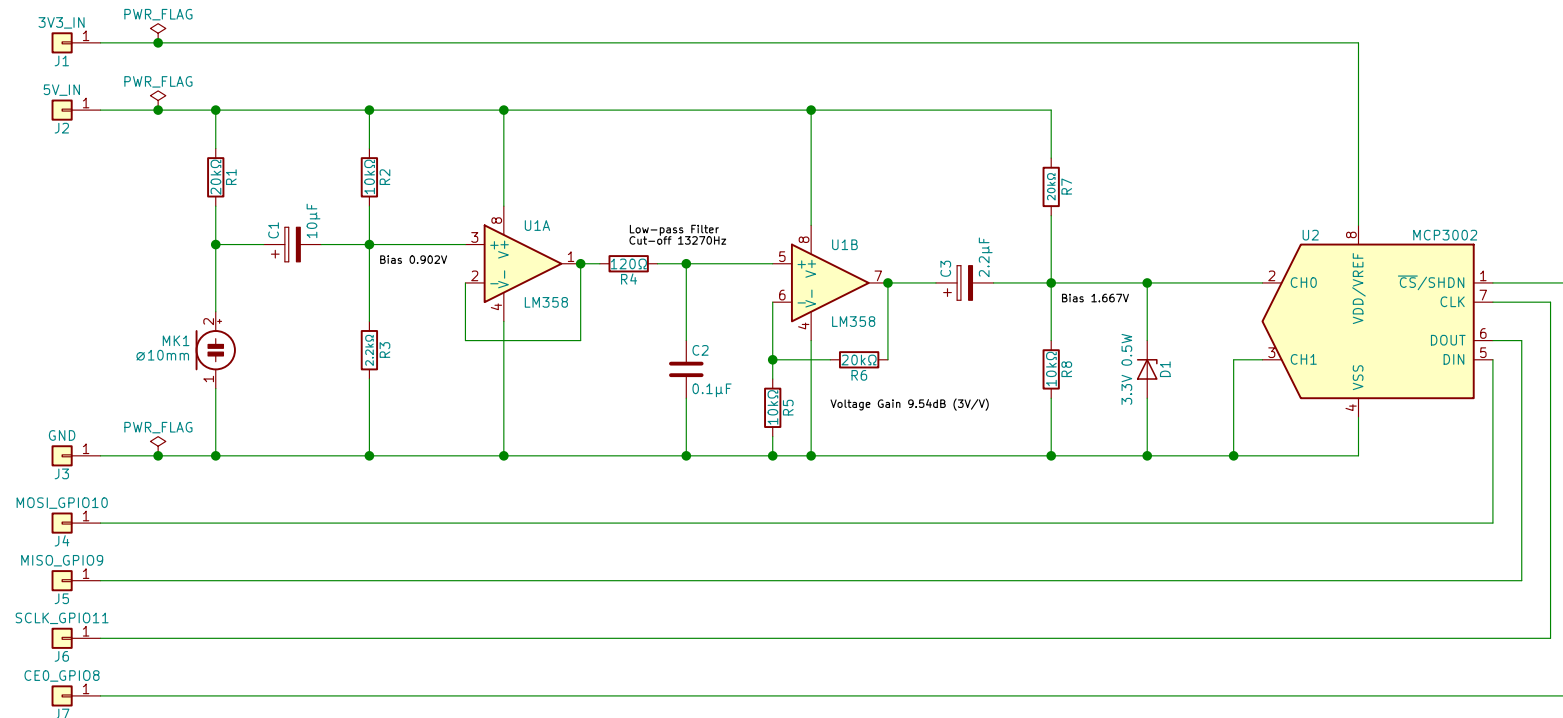 3V3_IN
1
J1
PWR_FLAG
5V_IN
1
J2
PWR_FLAG
20kΩ
R1
C1
10µF
+
MK1
⌀10mm
2
+
1
10kΩ
R2
Bias 0.902V
2.2kΩ
R3
U1A
LM358
3
2
1
8
4
+
-
V+
V-
Low-pass Filter
Cut-off 13270Hz
120Ω
R4
C2
0.1µF
U1B
LM358
5
6
7
8
4
+
-
V+
V-
20kΩ
R6
10kΩ
R5
Voltage Gain 9.54dB (3V/V)
C3
2.2µF
+
20kΩ
R7
Bias 1.667V
10kΩ
R8
3.3V 0.5W
D1
U2
MCP3002
2
CH0
3
CH1
8
VDD/VREF
VSS
4
CS/SHDN
1
CLK
7
DOUT
6
DIN
5
GND
1
J3
PWR_FLAG
MOSI_GPIO10
1
J4
MISO_GPIO9
1
J5
SCLK_GPIO11
1
J6
CE0_GPIO8
1
J7